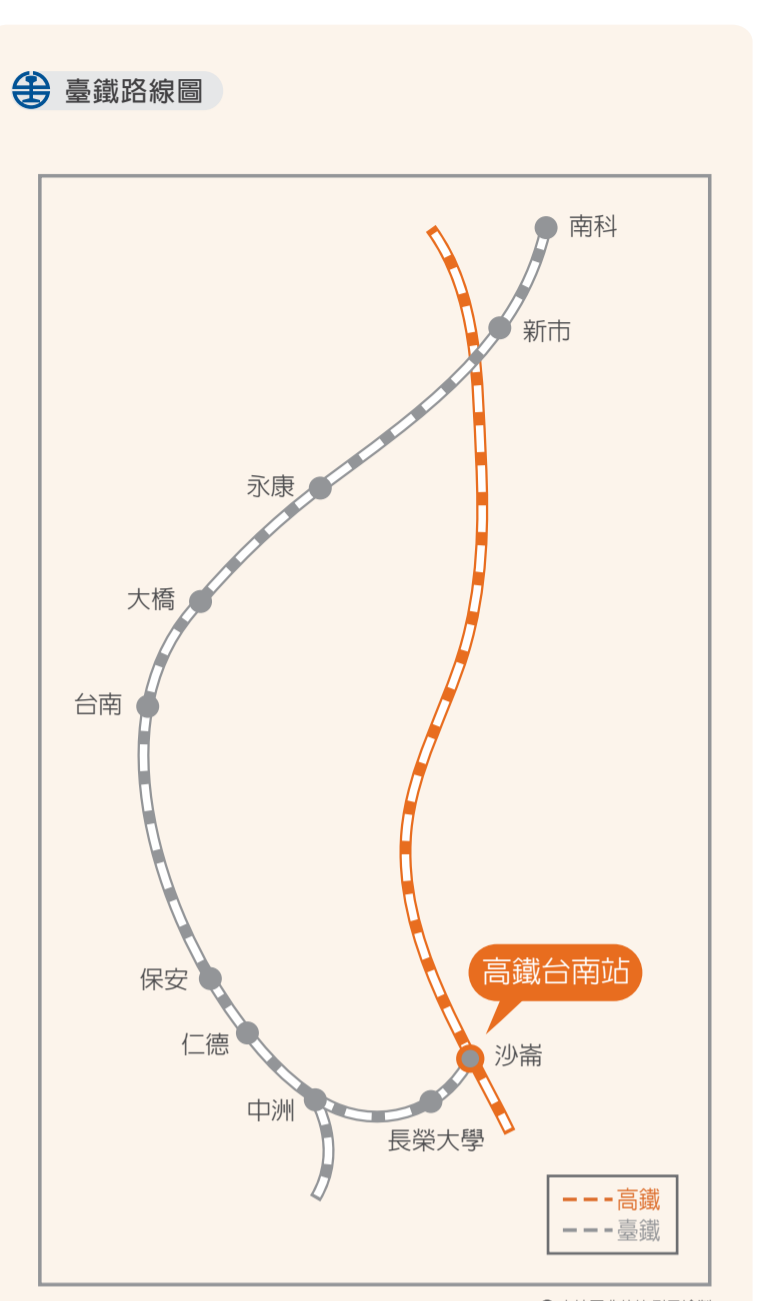 臺鐵路線圖
南科
新市
永康
大橋
台南
保安
仁德
中洲
長榮大學
高鐵台南站
沙崙
高鐵
臺鐵